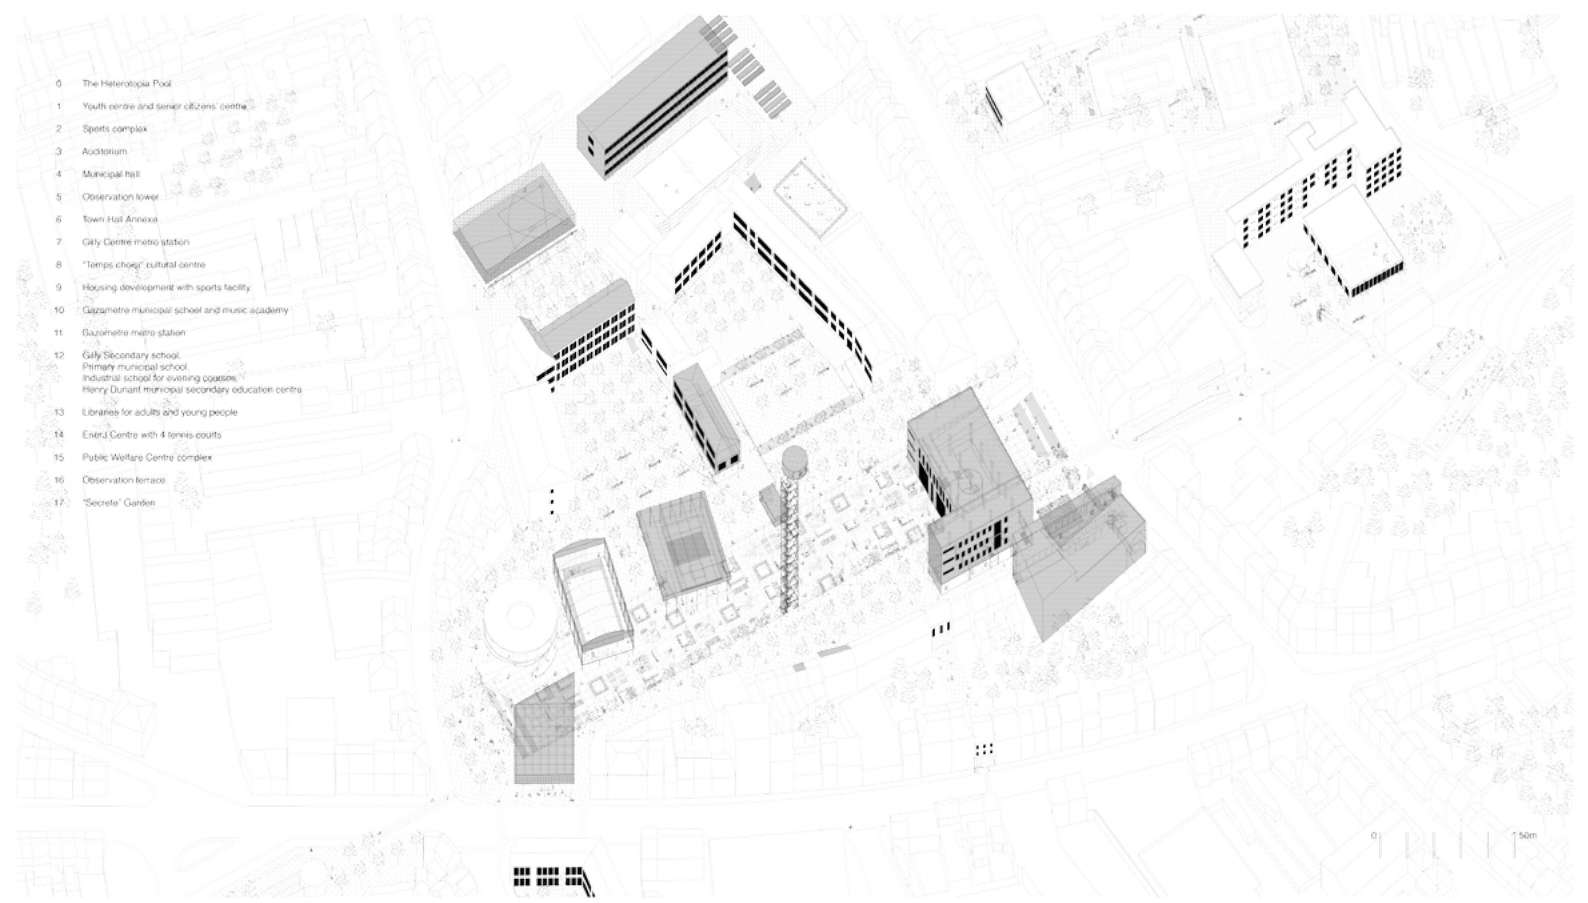 0 The Heterotopia Pool
1 Youth centre and senior citizens' centre
2 Sports complex
3 Auditorium
4 Municipal hall
5 Observation tower
6 Town Hall Annexe
7 Gilly Centre metro station
8 "Temps choisi" cultural centre
9 Housing development with sports facility
10 Gazometre municipal school and music academy
11 Gazometre metro station
12 Gilly Secondary school,
Primary municipal school,
Industrial school for evening courses,
Henry Dunant municipal secondary education centre
13 Libraries for adults and young people
14 Enerd Centre with 4 tennis courts
15 Public Welfare Centre complex
16 Observation terrace
17 "Secrete" Garden
0 50m